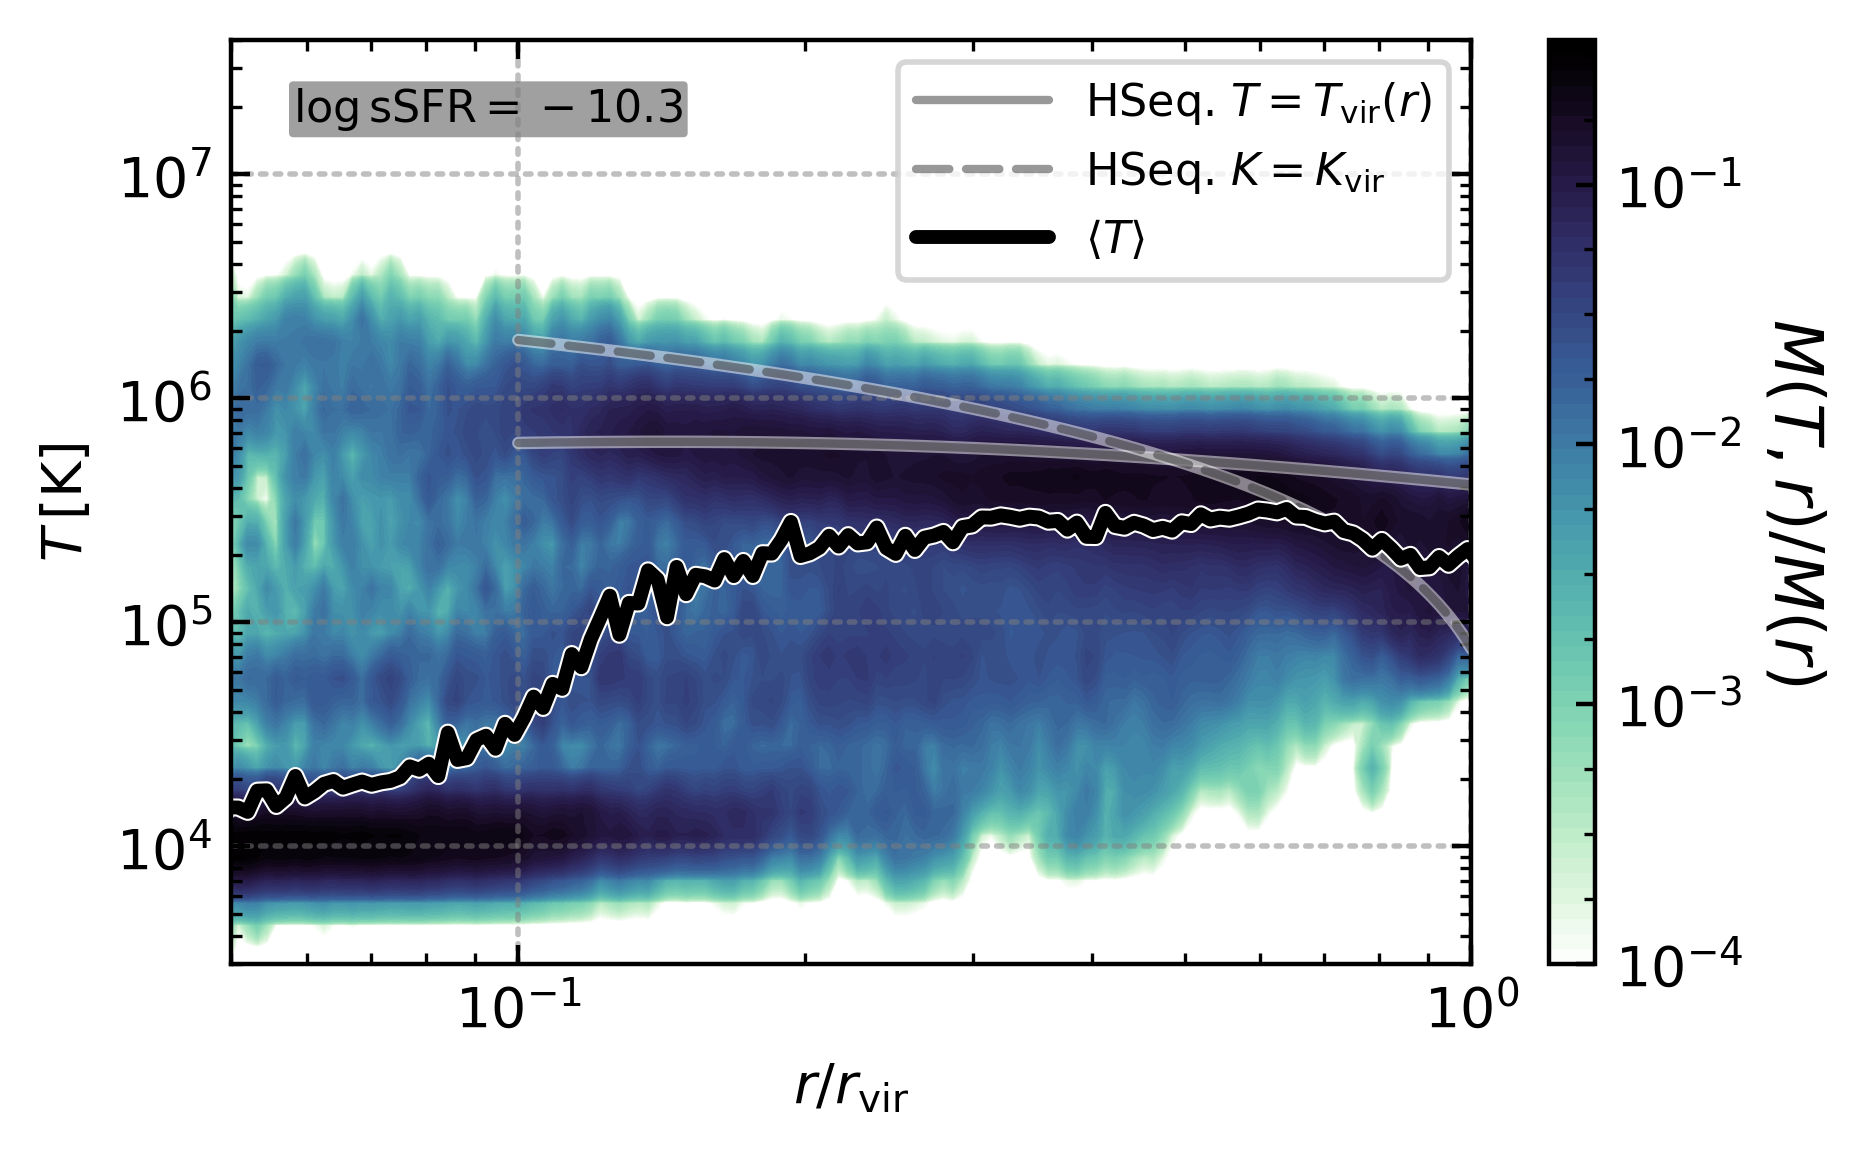 log sSFR = −10.3
HSeq. T = T_vir(r)
HSeq. K = K_vir
⟨T⟩
10^7
10^6
10^5
10^4
T [K]
10^−1
10^0
r/r_vir
10^−1
10^−2
10^−3
10^−4
M(T, r)/M(r)